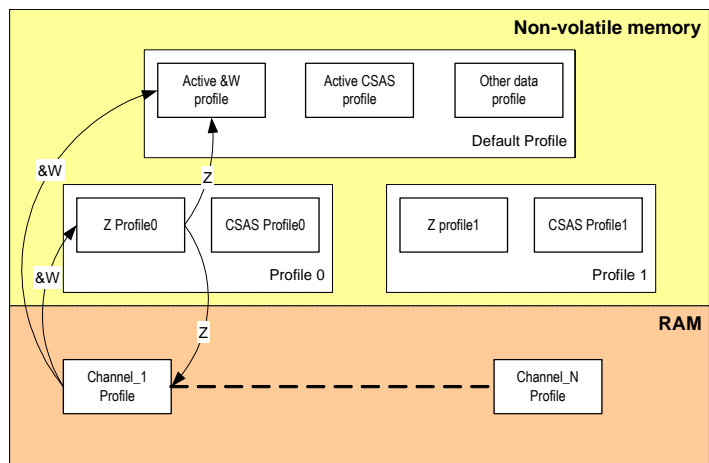 Non-volatile memory
Active &W
profile
Active CSAS
profile
Other data
profile
Default Profile
&W
Z
Z Profile0
CSAS Profile0
Profile 0
Z profile1
CSAS Profile1
Profile 1
&W
Z
RAM
Channel_1
Profile
Channel_N
Profile